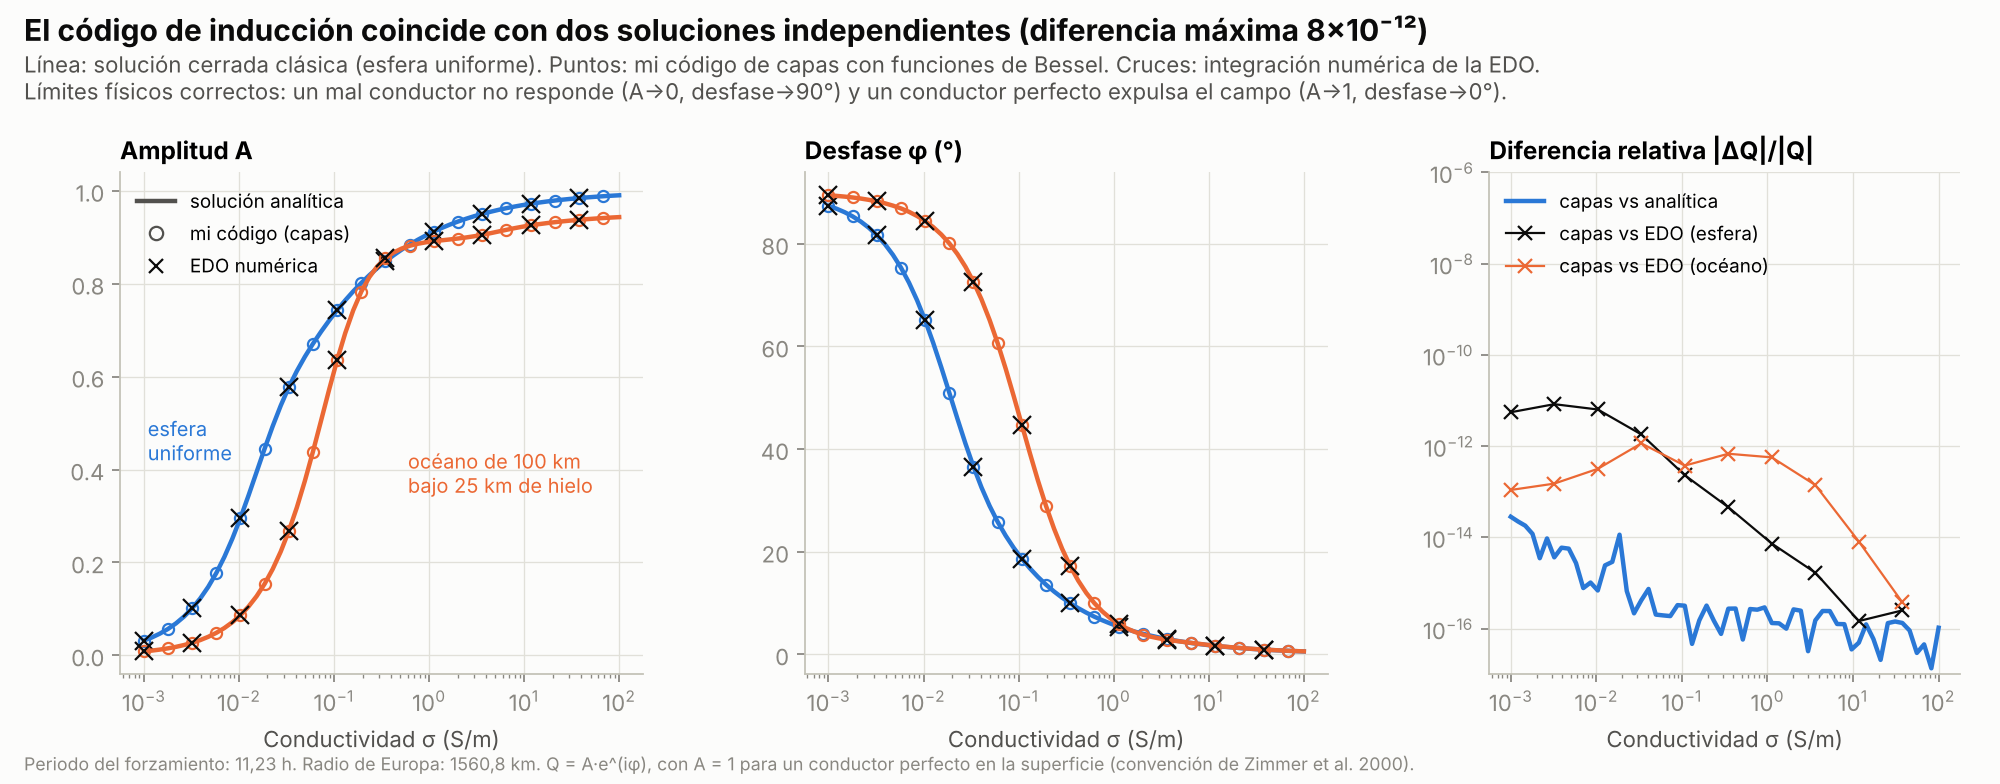 El código de inducción coincide con dos soluciones independientes (diferencia máxima 8×10⁻¹²)
Línea: solución cerrada clásica (esfera uniforme). Puntos: mi código de capas con funciones de Bessel. Cruces: integración numérica de la EDO.
Límites físicos correctos: un mal conductor no responde (A→0, desfase→90°) y un conductor perfecto expulsa el campo (A→1, desfase→0°).
Amplitud A
1.0
0.8
0.6
0.4
0.2
0.0
solución analítica
mi código (capas)
EDO numérica
esfera
uniforme
océano de 100 km
bajo 25 km de hielo
10⁻³ 10⁻² 10⁻¹ 10⁰ 10¹ 10²
Conductividad σ (S/m)
Desfase φ (°)
80
60
40
20
0
10⁻³ 10⁻² 10⁻¹ 10⁰ 10¹ 10²
Conductividad σ (S/m)
Diferencia relativa |ΔQ|/|Q|
10⁻⁶
10⁻⁸
10⁻¹⁰
10⁻¹²
10⁻¹⁴
10⁻¹⁶
capas vs analítica
capas vs EDO (esfera)
capas vs EDO (océano)
10⁻³ 10⁻² 10⁻¹ 10⁰ 10¹ 10²
Conductividad σ (S/m)
Periodo del forzamiento: 11,23 h. Radio de Europa: 1560,8 km. Q = A·e^(iφ), con A = 1 para un conductor perfecto en la superficie (convención de Zimmer et al. 2000).